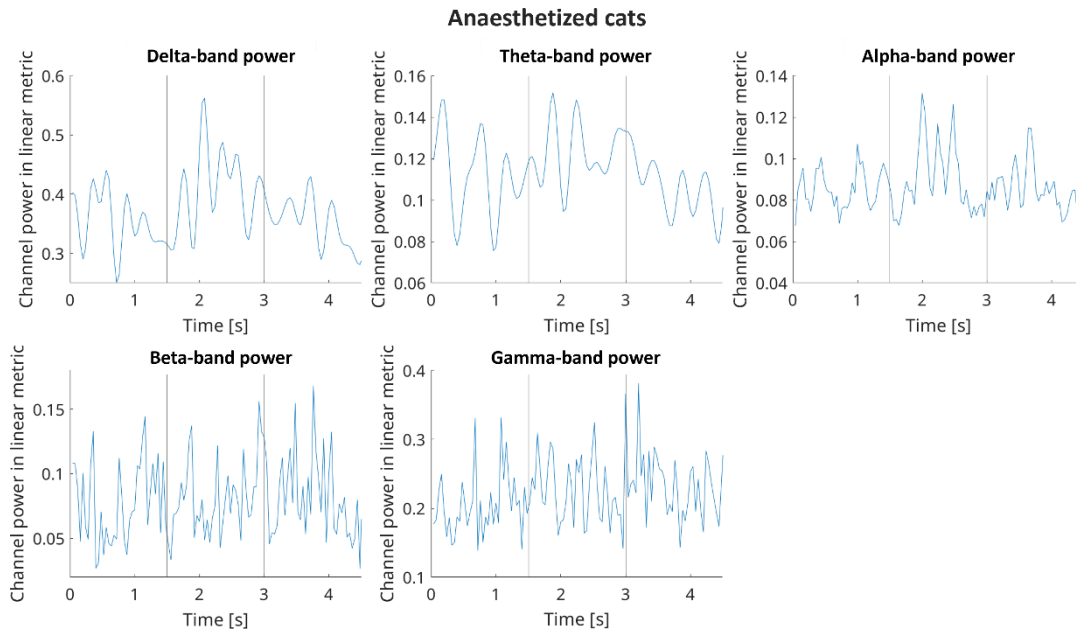 Anaesthetized cats
Delta-band power
Channel power in linear metric
0.6
0.5
0.4
0.3
0 1 2 3 4
Time [s]
Theta-band power
Channel power in linear metric
0.16
0.14
0.12
0.1
0.08
0.06
0 1 2 3 4
Time [s]
Alpha-band power
Channel power in linear metric
0.14
0.12
0.1
0.08
0.06
0.04
0 1 2 3 4
Time [s]
Beta-band power
Channel power in linear metric
0.15
0.1
0.05
0 1 2 3 4
Time [s]
Gamma-band power
Channel power in linear metric
0.4
0.3
0.2
0.1
0 1 2 3 4
Time [s]